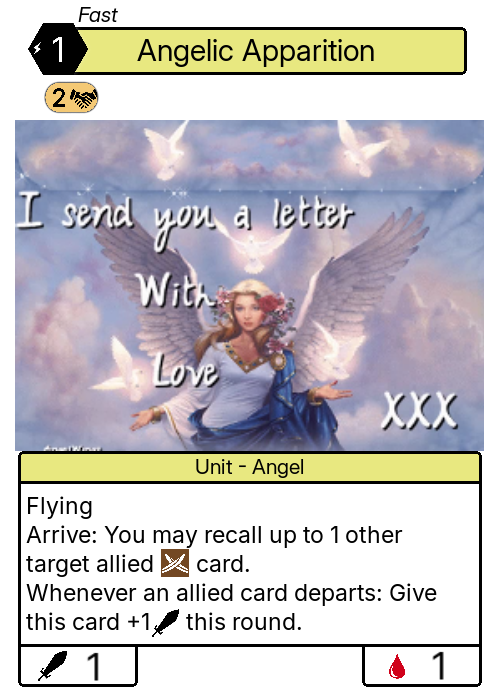 Fast
1
Angelic Apparition
2
I send you a letter
With
Love
XXX
Unit - Angel
Flying
Arrive: You may recall up to 1 other
target allied card.
Whenever an allied card departs: Give
this card +1 this round.
1
1